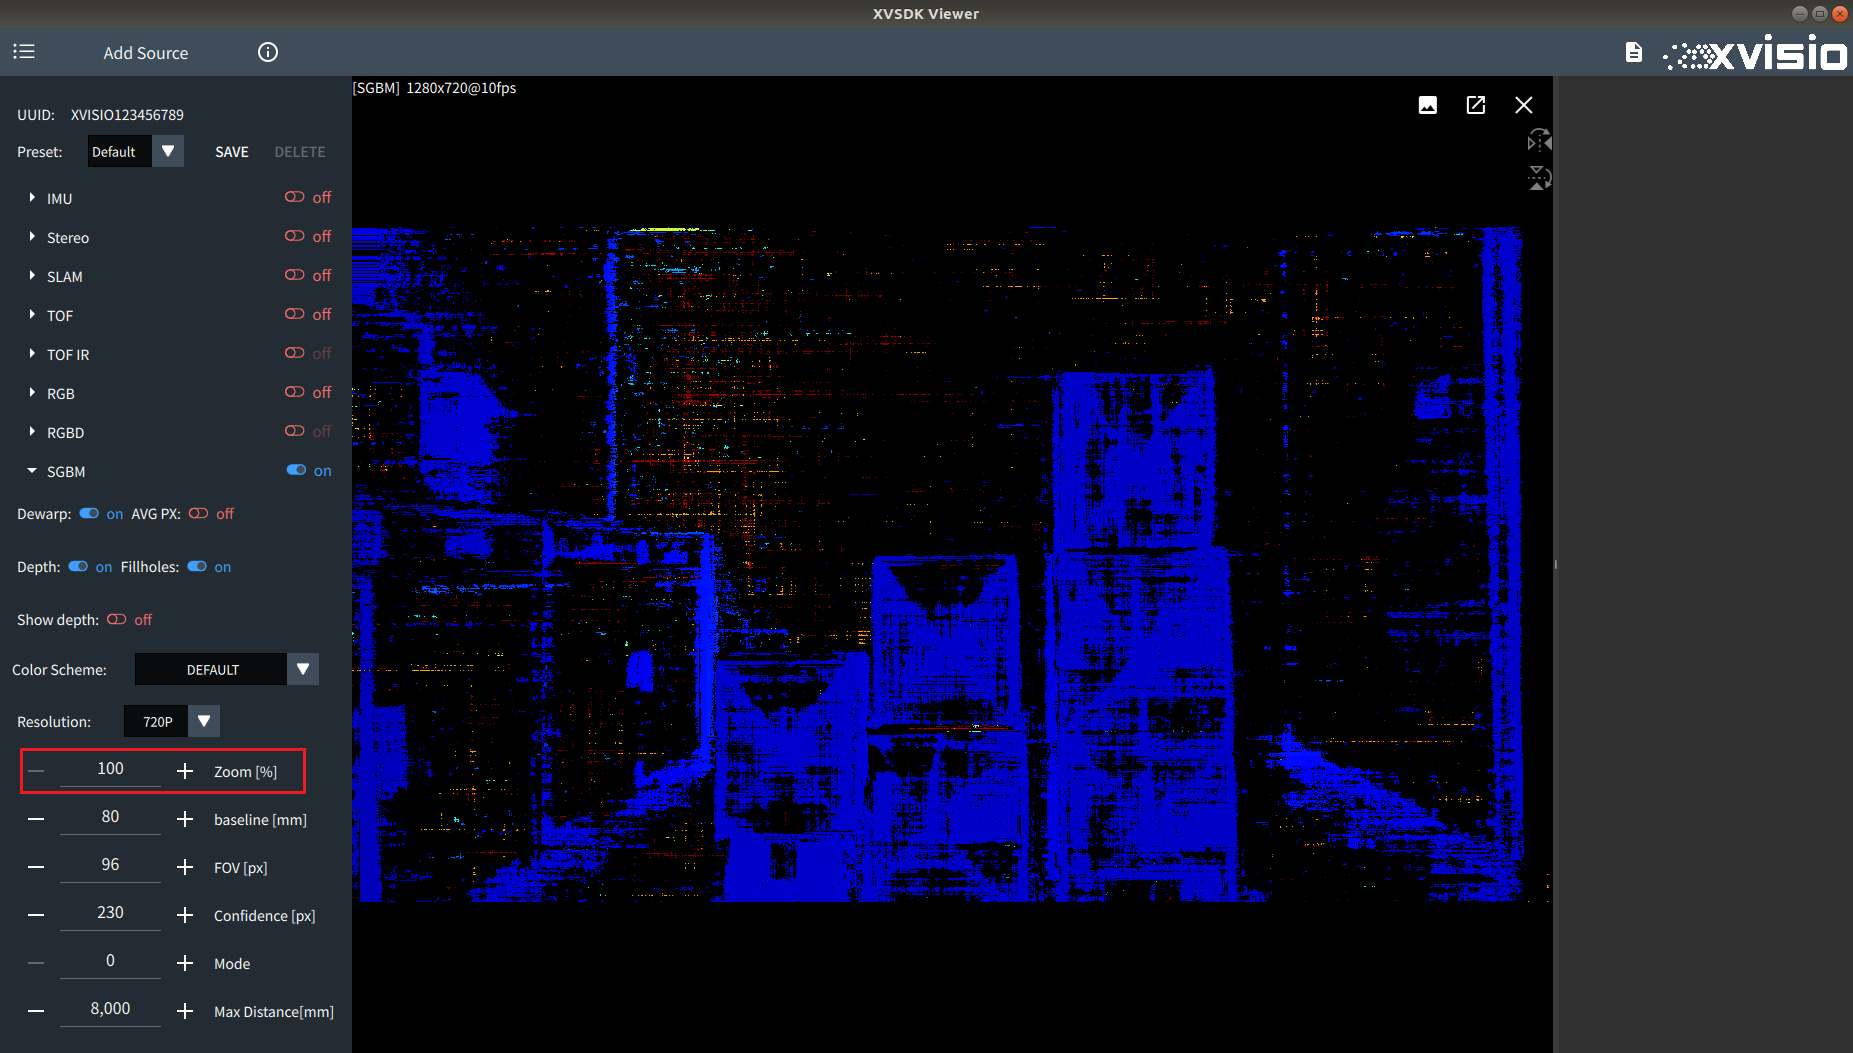 XVSDK Viewer
Add Source
xvisio
[SGBM] 1280x720@10fps
UUID: XVISIO123456789
Preset: Default SAVE DELETE
IMU off
Stereo off
SLAM off
TOF off
TOF IR off
RGB off
RGBD off
SGBM on
Dewarp: on AVG PX: off
Depth: on Fillholes: on
Show depth: off
Color Scheme: DEFAULT
Resolution: 720P
100 Zoom [%]
80 baseline [mm]
96 FOV [px]
230 Confidence [px]
0 Mode
8,000 Max Distance[mm]